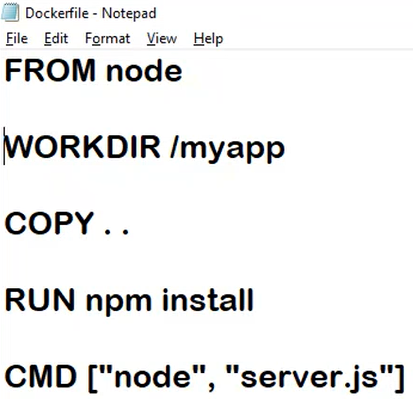 Dockerfile - Notepad
File Edit Format View Help
FROM node
WORKDIR /myapp
COPY . .
RUN npm install
CMD ["node", "server.js"]